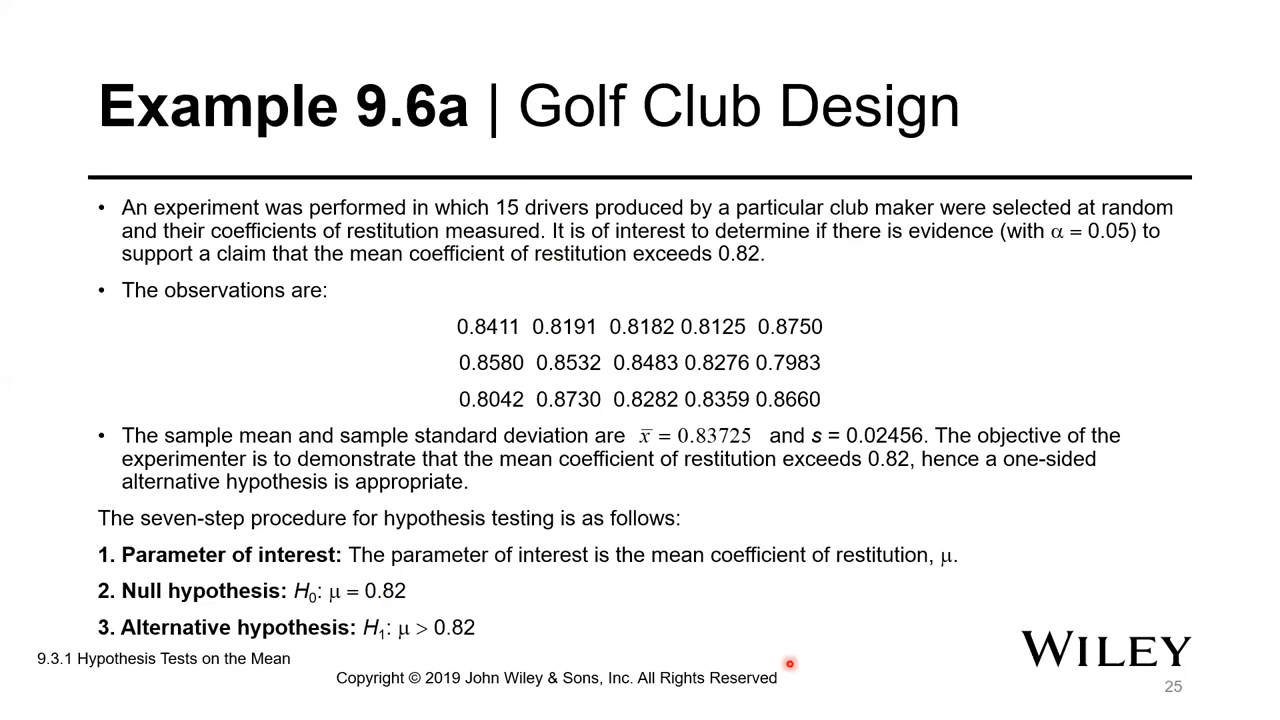 Example 9.6a | Golf Club Design
• An experiment was performed in which 15 drivers produced by a particular club maker were selected at random
and their coefficients of restitution measured. It is of interest to determine if there is evidence (with α = 0.05) to
support a claim that the mean coefficient of restitution exceeds 0.82.
• The observations are:
0.8411 0.8191 0.8182 0.8125 0.8750
0.8580 0.8532 0.8483 0.8276 0.7983
0.8042 0.8730 0.8282 0.8359 0.8660
• The sample mean and sample standard deviation are x̄ = 0.83725 and s = 0.02456. The objective of the
experimenter is to demonstrate that the mean coefficient of restitution exceeds 0.82, hence a one-sided
alternative hypothesis is appropriate.
The seven-step procedure for hypothesis testing is as follows:
1. Parameter of interest: The parameter of interest is the mean coefficient of restitution, μ.
2. Null hypothesis: H₀: μ = 0.82
3. Alternative hypothesis: H₁: μ > 0.82
9.3.1 Hypothesis Tests on the Mean
Copyright © 2019 John Wiley & Sons, Inc. All Rights Reserved
WILEY
25